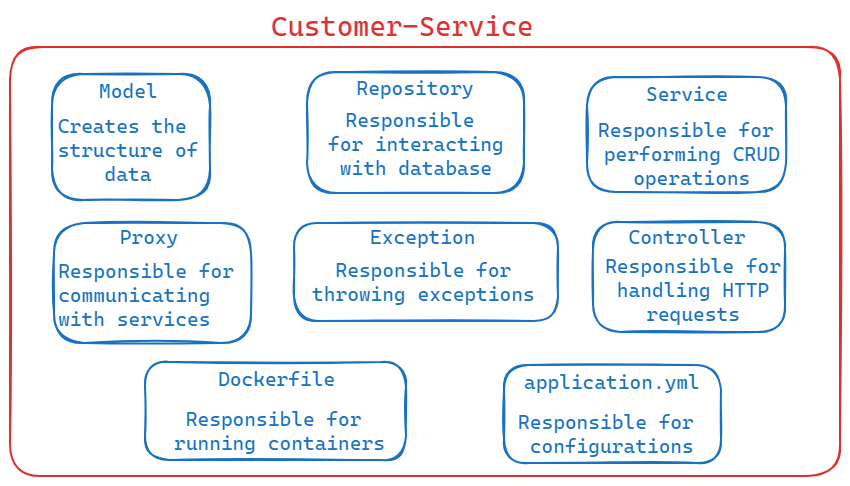 Customer-Service
Model
Creates the
structure of
data
Repository
Responsible
for interacting
with database
Service
Responsible for
performing CRUD
operations
Proxy
Responsible for
communicating
with services
Exception
Responsible for
throwing exceptions
Controller
Responsible for
handling HTTP
requests
Dockerfile
Responsible for
running containers
application.yml
Responsible for
configurations